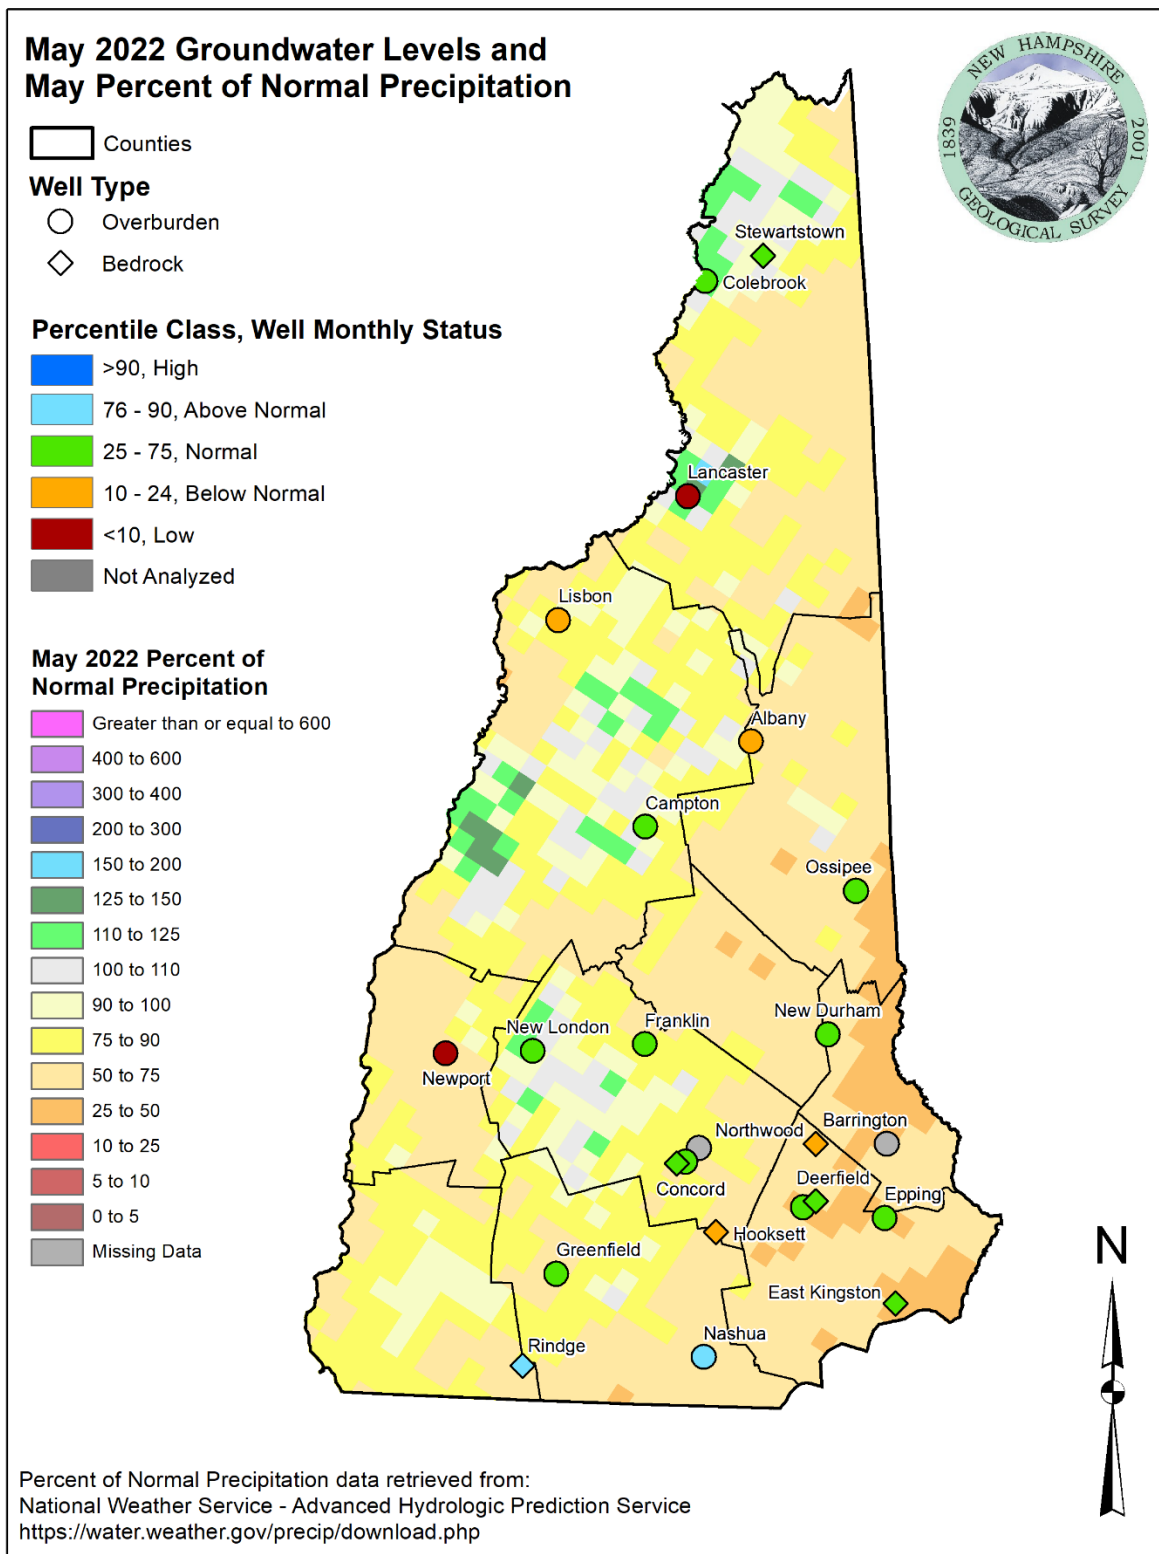 May 2022 Groundwater Levels and
May Percent of Normal Precipitation
Counties
Well Type
Overburden
Bedrock
Percentile Class, Well Monthly Status
>90, High
76 - 90, Above Normal
25 - 75, Normal
10 - 24, Below Normal
<10, Low
Not Analyzed
May 2022 Percent of
Normal Precipitation
Greater than or equal to 600
400 to 600
300 to 400
200 to 300
150 to 200
125 to 150
110 to 125
100 to 110
90 to 100
75 to 90
50 to 75
25 to 50
10 to 25
5 to 10
0 to 5
Missing Data
NEW HAMPSHIRE
1839
2001
GEOLOGICAL SURVEY
Stewartstown
Colebrook
Lancaster
Lisbon
Albany
Campton
Ossipee
New Durham
New London
Franklin
Newport
Northwood
Barrington
Concord
Deerfield
Epping
Hooksett
Greenfield
East Kingston
Nashua
Rindge
N
Percent of Normal Precipitation data retrieved from:
National Weather Service - Advanced Hydrologic Prediction Service
https://water.weather.gov/precip/download.php